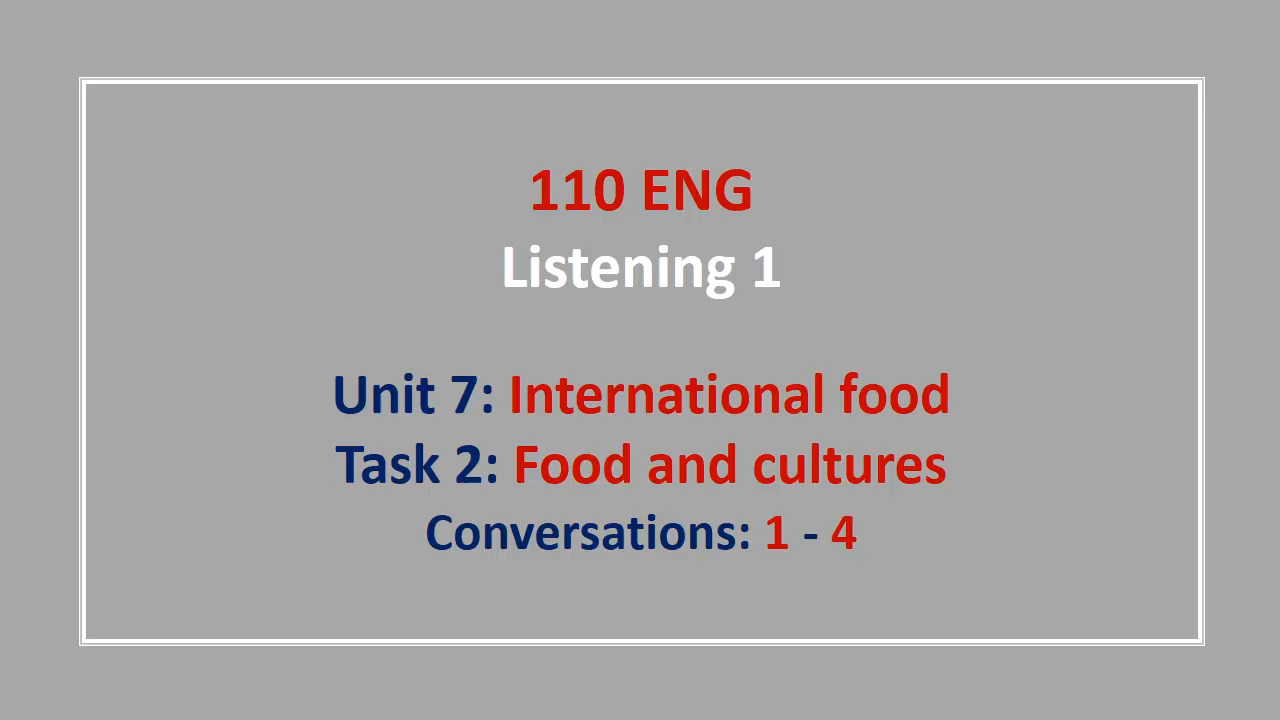 110 ENG
Listening 1
Unit 7: International food
Task 2: Food and cultures
Conversations: 1 - 4